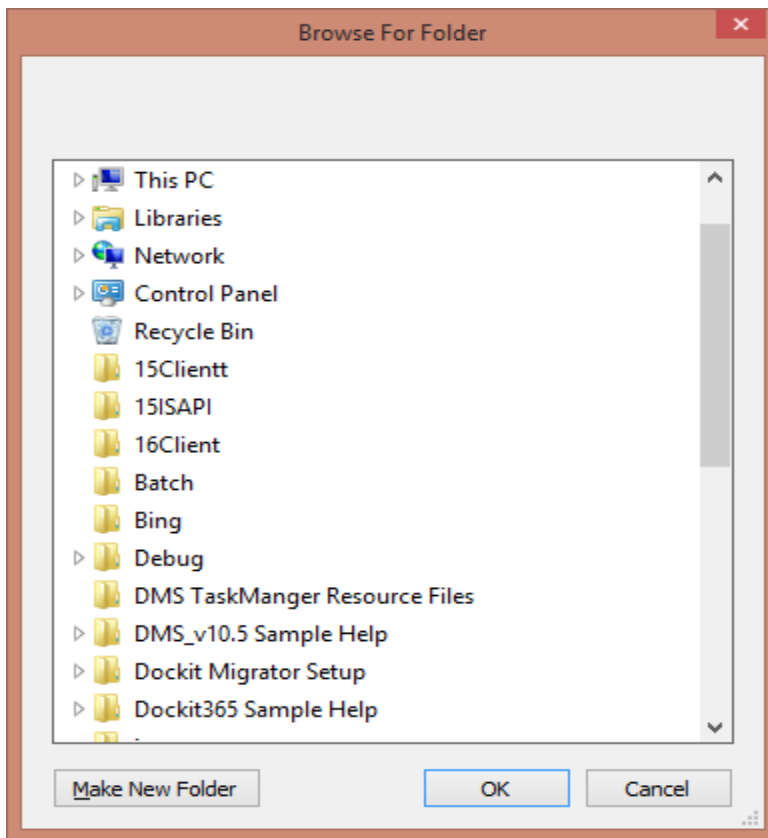 Browse For Folder
This PC
Libraries
Network
Control Panel
Recycle Bin
15Clientt
15ISAPI
16Client
Batch
Bing
Debug
DMS TaskManger Resource Files
DMS_v10.5 Sample Help
Dockit Migrator Setup
Dockit365 Sample Help
Make New Folder OK Cancel